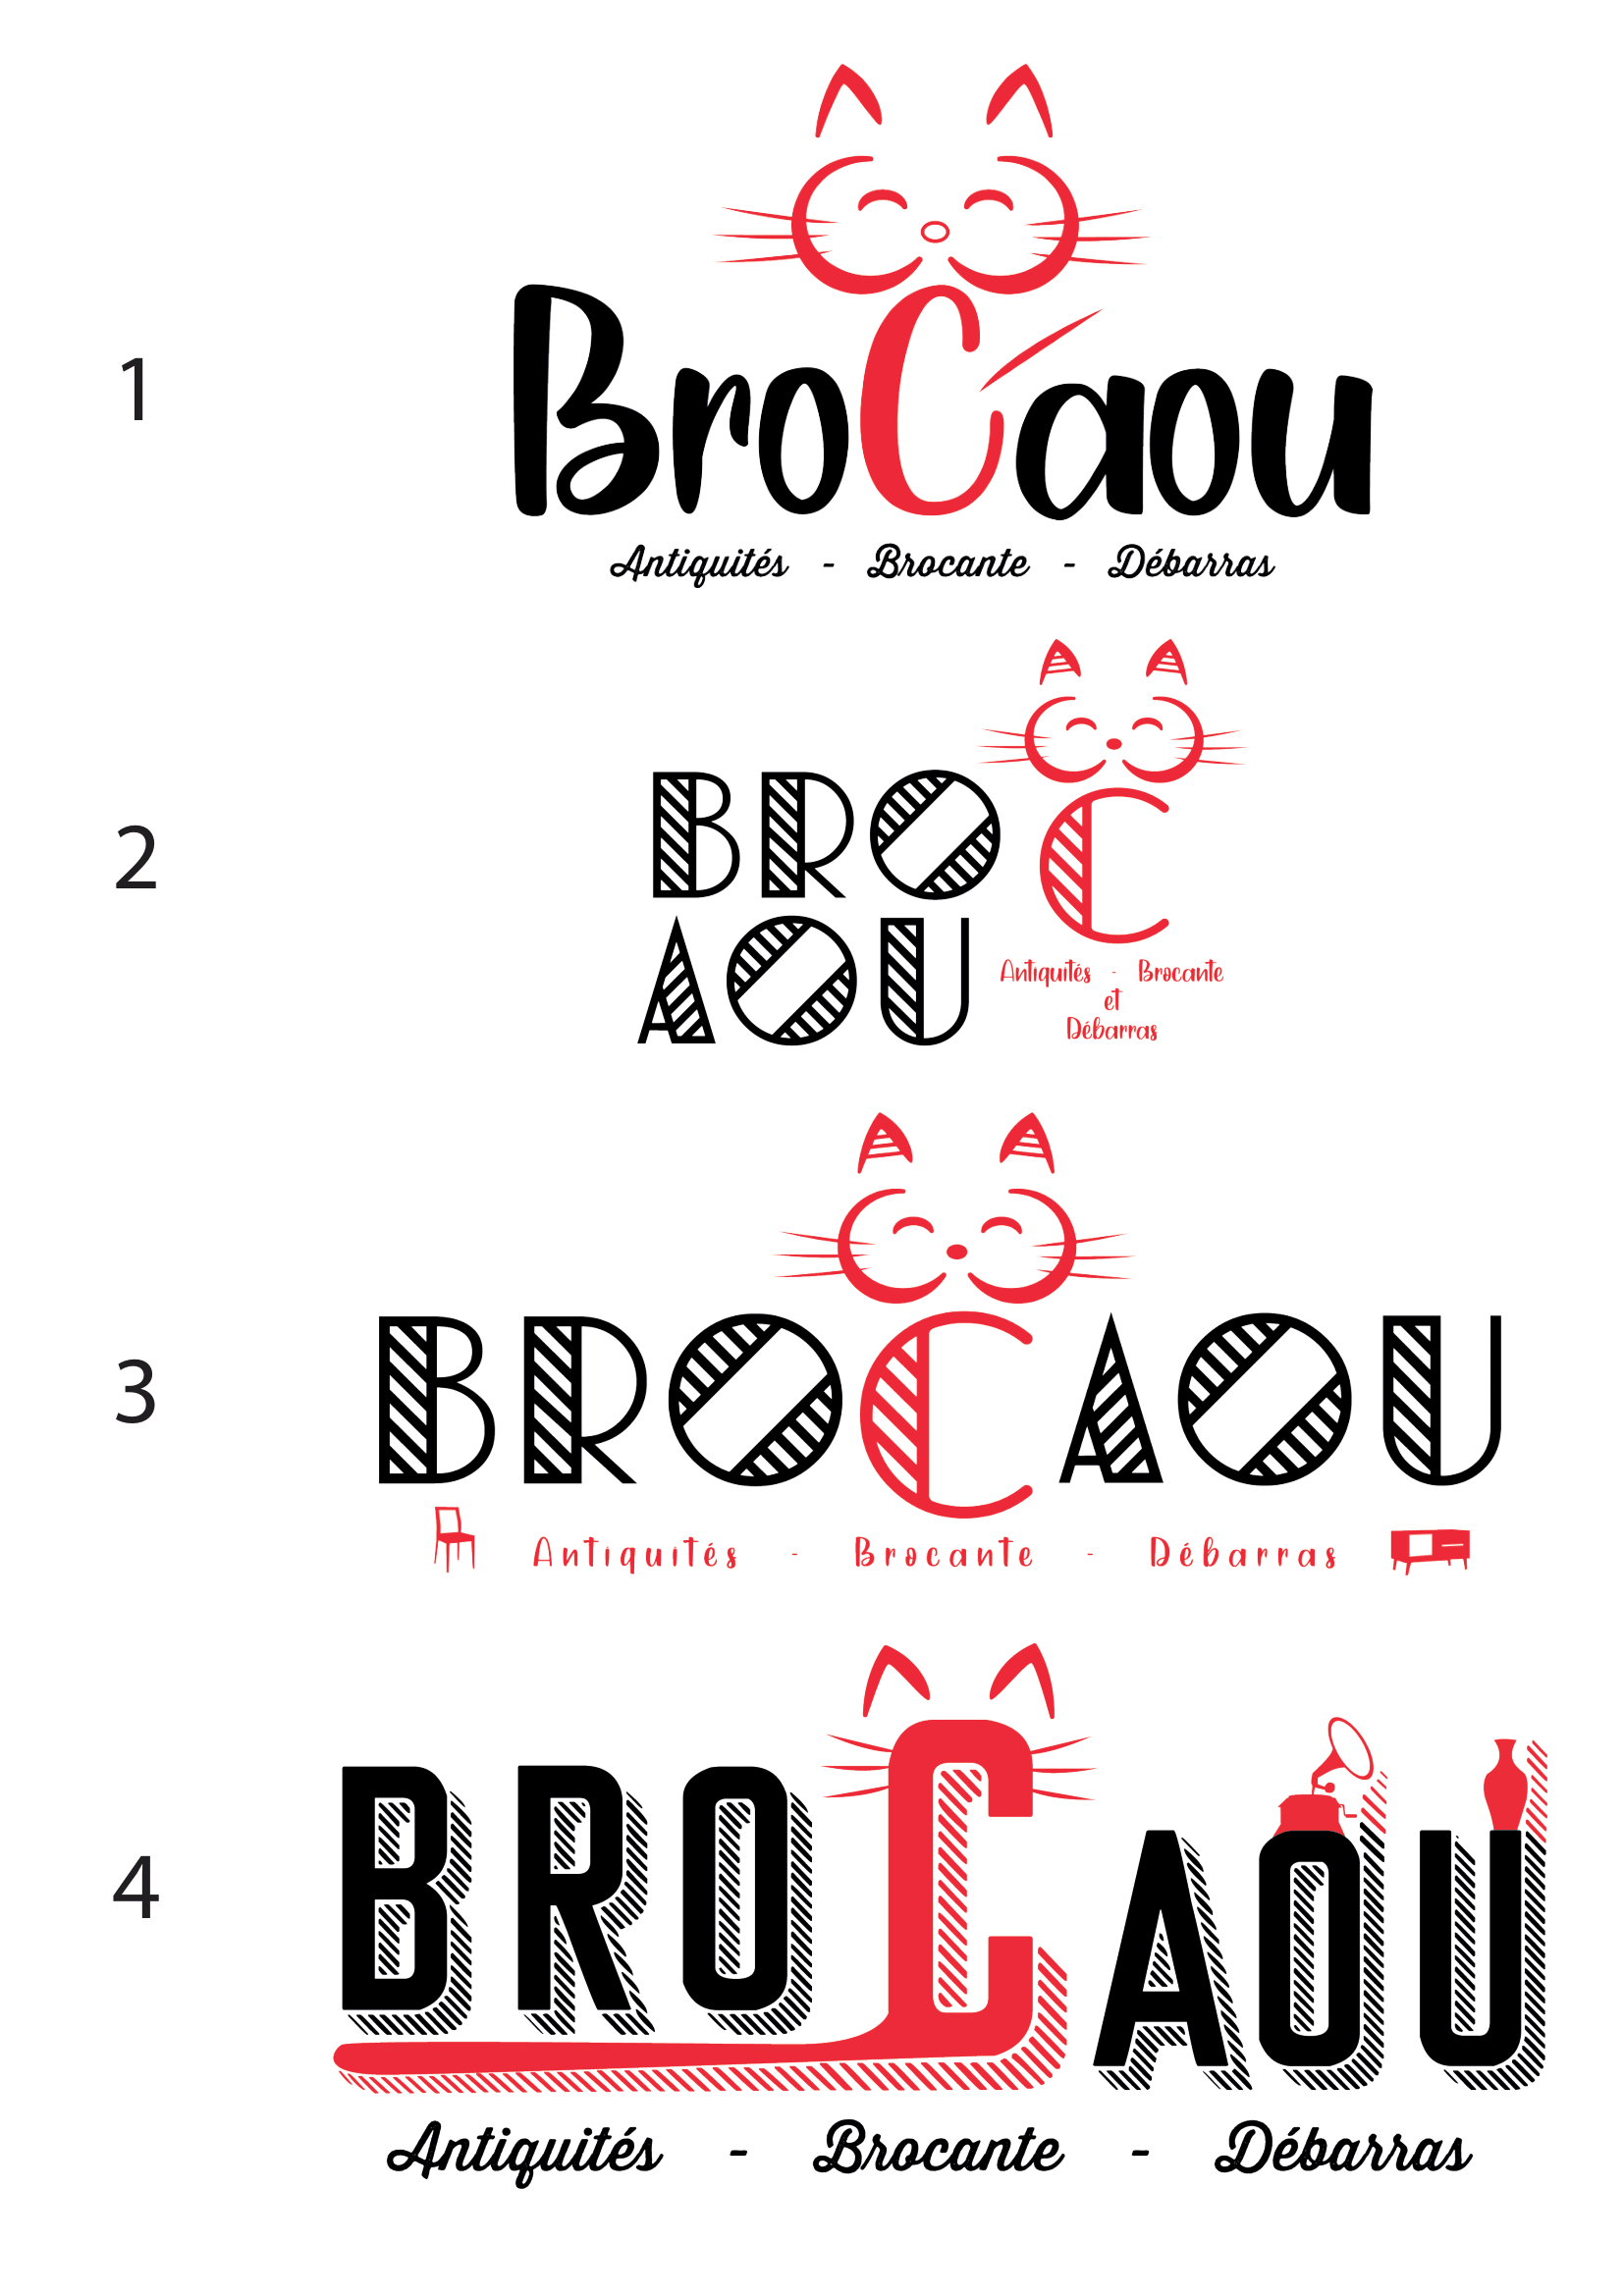 1
BroCaou
Antiquités - Brocante - Débarras
2
BROC
AOU
Antiquités - Brocante
et
Débarras
3
BROCAOU
Antiquités - Brocante - Débarras
4
BROCAOU
Antiquités - Brocante - Débarras